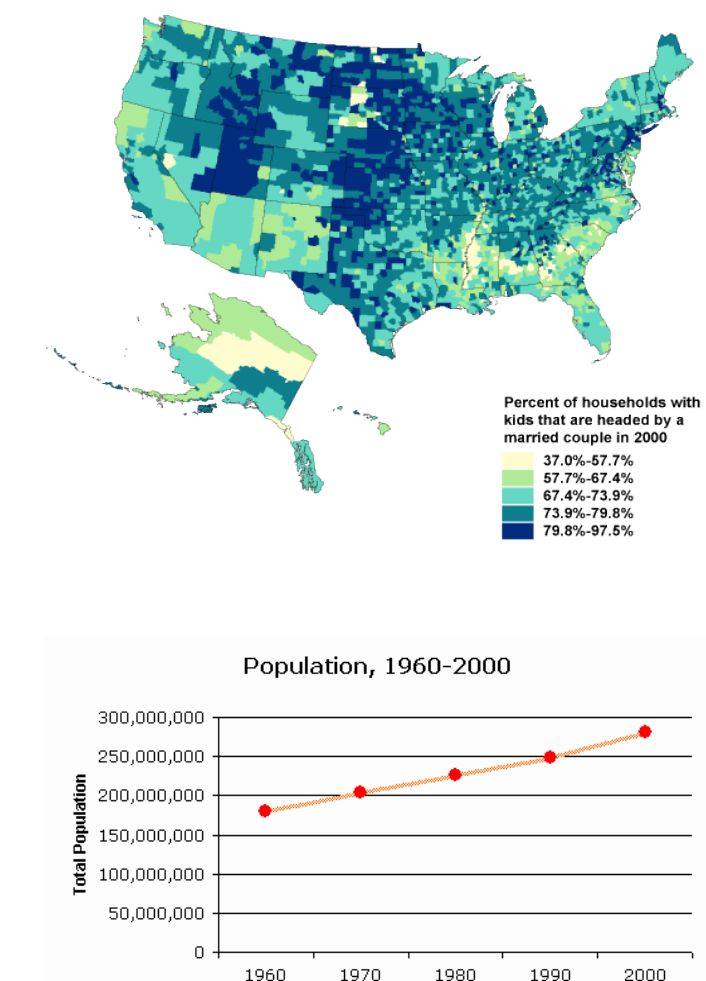 Percent of households with
kids that are headed by a
married couple in 2000
37.0%-57.7%
57.7%-67.4%
67.4%-73.9%
73.9%-79.8%
79.8%-97.5%
Population, 1960-2000
Total Population
300,000,000
250,000,000
200,000,000
150,000,000
100,000,000
50,000,000
0
1960 1970 1980 1990 2000